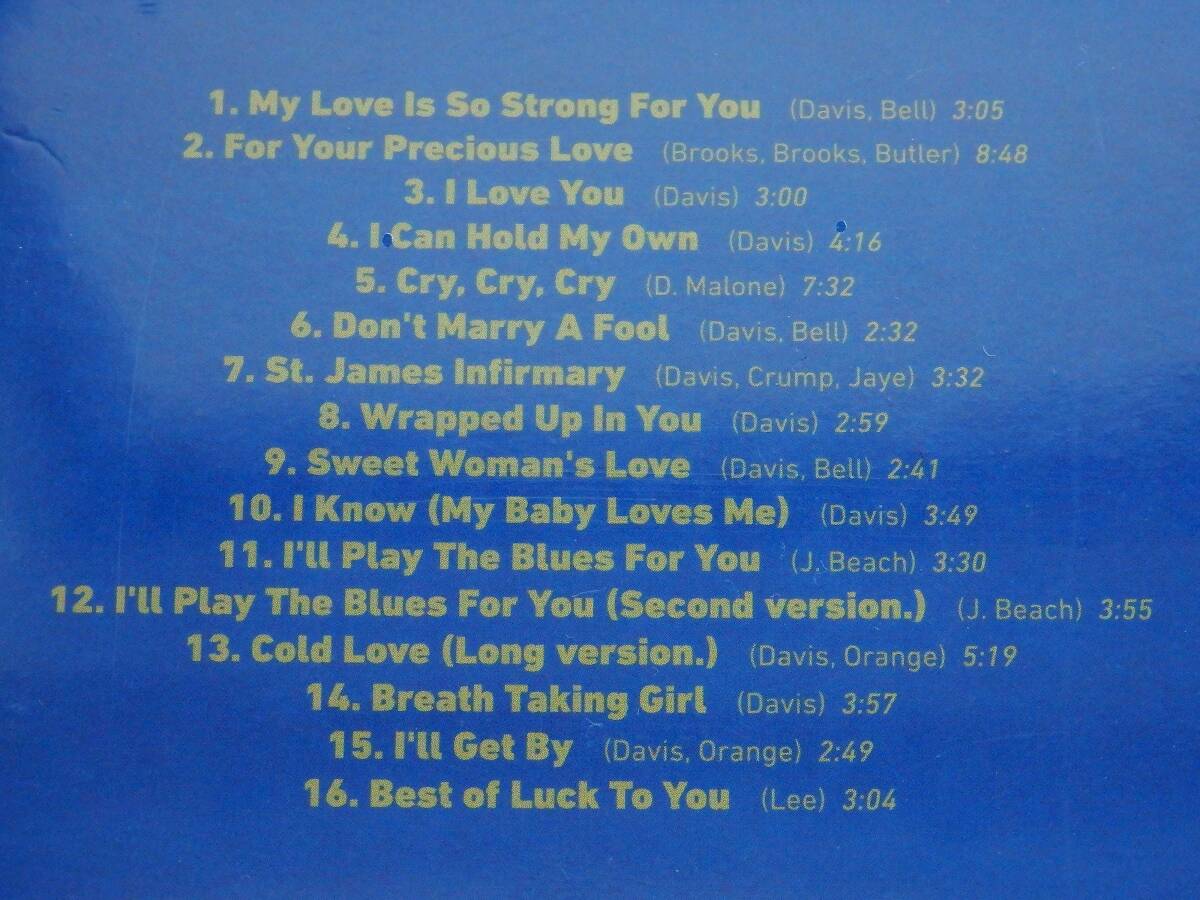 1. My Love Is So Strong For You (Davis, Bell) 3:05
2. For Your Precious Love (Brooks, Brooks, Butler) 8:48
3. I Love You (Davis) 3:00
4. I Can Hold My Own (Davis) 4:16
5. Cry, Cry, Cry (D. Malone) 7:32
6. Don't Marry A Fool (Davis, Bell) 2:32
7. St. James Infirmary (Davis, Crump, Jaye) 3:32
8. Wrapped Up In You (Davis) 2:59
9. Sweet Woman's Love (Davis, Bell) 2:41
10. I Know (My Baby Loves Me) (Davis) 3:49
11. I'll Play The Blues For You (J. Beach) 3:30
12. I'll Play The Blues For You (Second version.) (J. Beach) 3:55
13. Cold Love (Long version.) (Davis, Orange) 5:19
14. Breath Taking Girl (Davis) 3:57
15. I'll Get By (Davis, Orange) 2:49
16. Best of Luck To You (Lee) 3:04